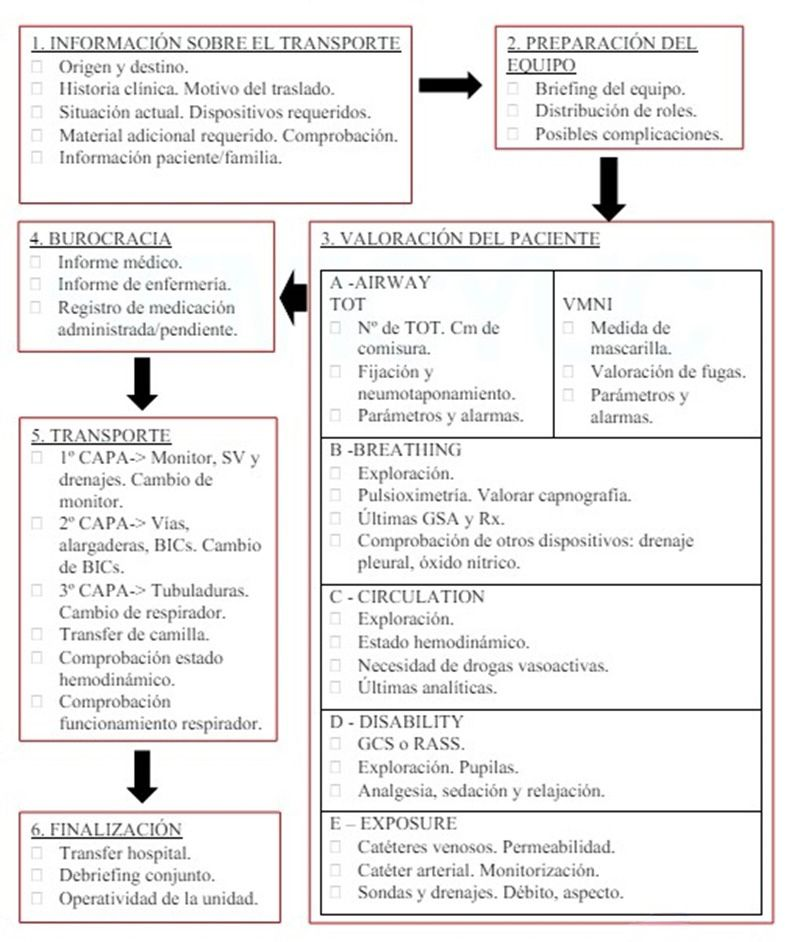 1. INFORMACIÓN SOBRE EL TRANSPORTE
Origen y destino.
Historia clínica. Motivo del traslado.
Situación actual. Dispositivos requeridos.
Material adicional requerido. Comprobación.
Información paciente/familia.
2. PREPARACIÓN DEL
EQUIPO
Briefing del equipo.
Distribución de roles.
Posibles complicaciones.
3. VALORACIÓN DEL PACIENTE
A -AIRWAY
TOT
Nº de TOT. Cm de
comisura.
Fijación y
neumotaponamiento.
Parámetros y alarmas.
VMNI
Medida de
mascarilla.
Valoración de fugas.
Parámetros y
alarmas.
B -BREATHING
Exploración.
Pulsioximetría. Valorar capnografía.
Últimas GSA y Rx.
Comprobación de otros dispositivos: drenaje
pleural, óxido nítrico.
C - CIRCULATION
Exploración.
Estado hemodinámico.
Necesidad de drogas vasoactivas.
Últimas analíticas.
D - DISABILITY
GCS o RASS.
Exploración. Pupilas.
Analgesia, sedación y relajación.
E – EXPOSURE
Catéteres venosos. Permeabilidad.
Catéter arterial. Monitorización.
Sondas y drenajes. Débito, aspecto.
4. BUROCRACIA
Informe médico.
Informe de enfermería.
Registro de medicación
administrada/pendiente.
5. TRANSPORTE
1º CAPA-> Monitor, SV y
drenajes. Cambio de
monitor.
2º CAPA-> Vías,
alargaderas, BICs. Cambio
de BICs.
3º CAPA-> Tubuladuras.
Cambio de respirador.
Transfer de camilla.
Comprobación estado
hemodinámico.
Comprobación
funcionamiento respirador.
6. FINALIZACIÓN
Transfer hospital.
Debriefing conjunto.
Operatividad de la unidad.